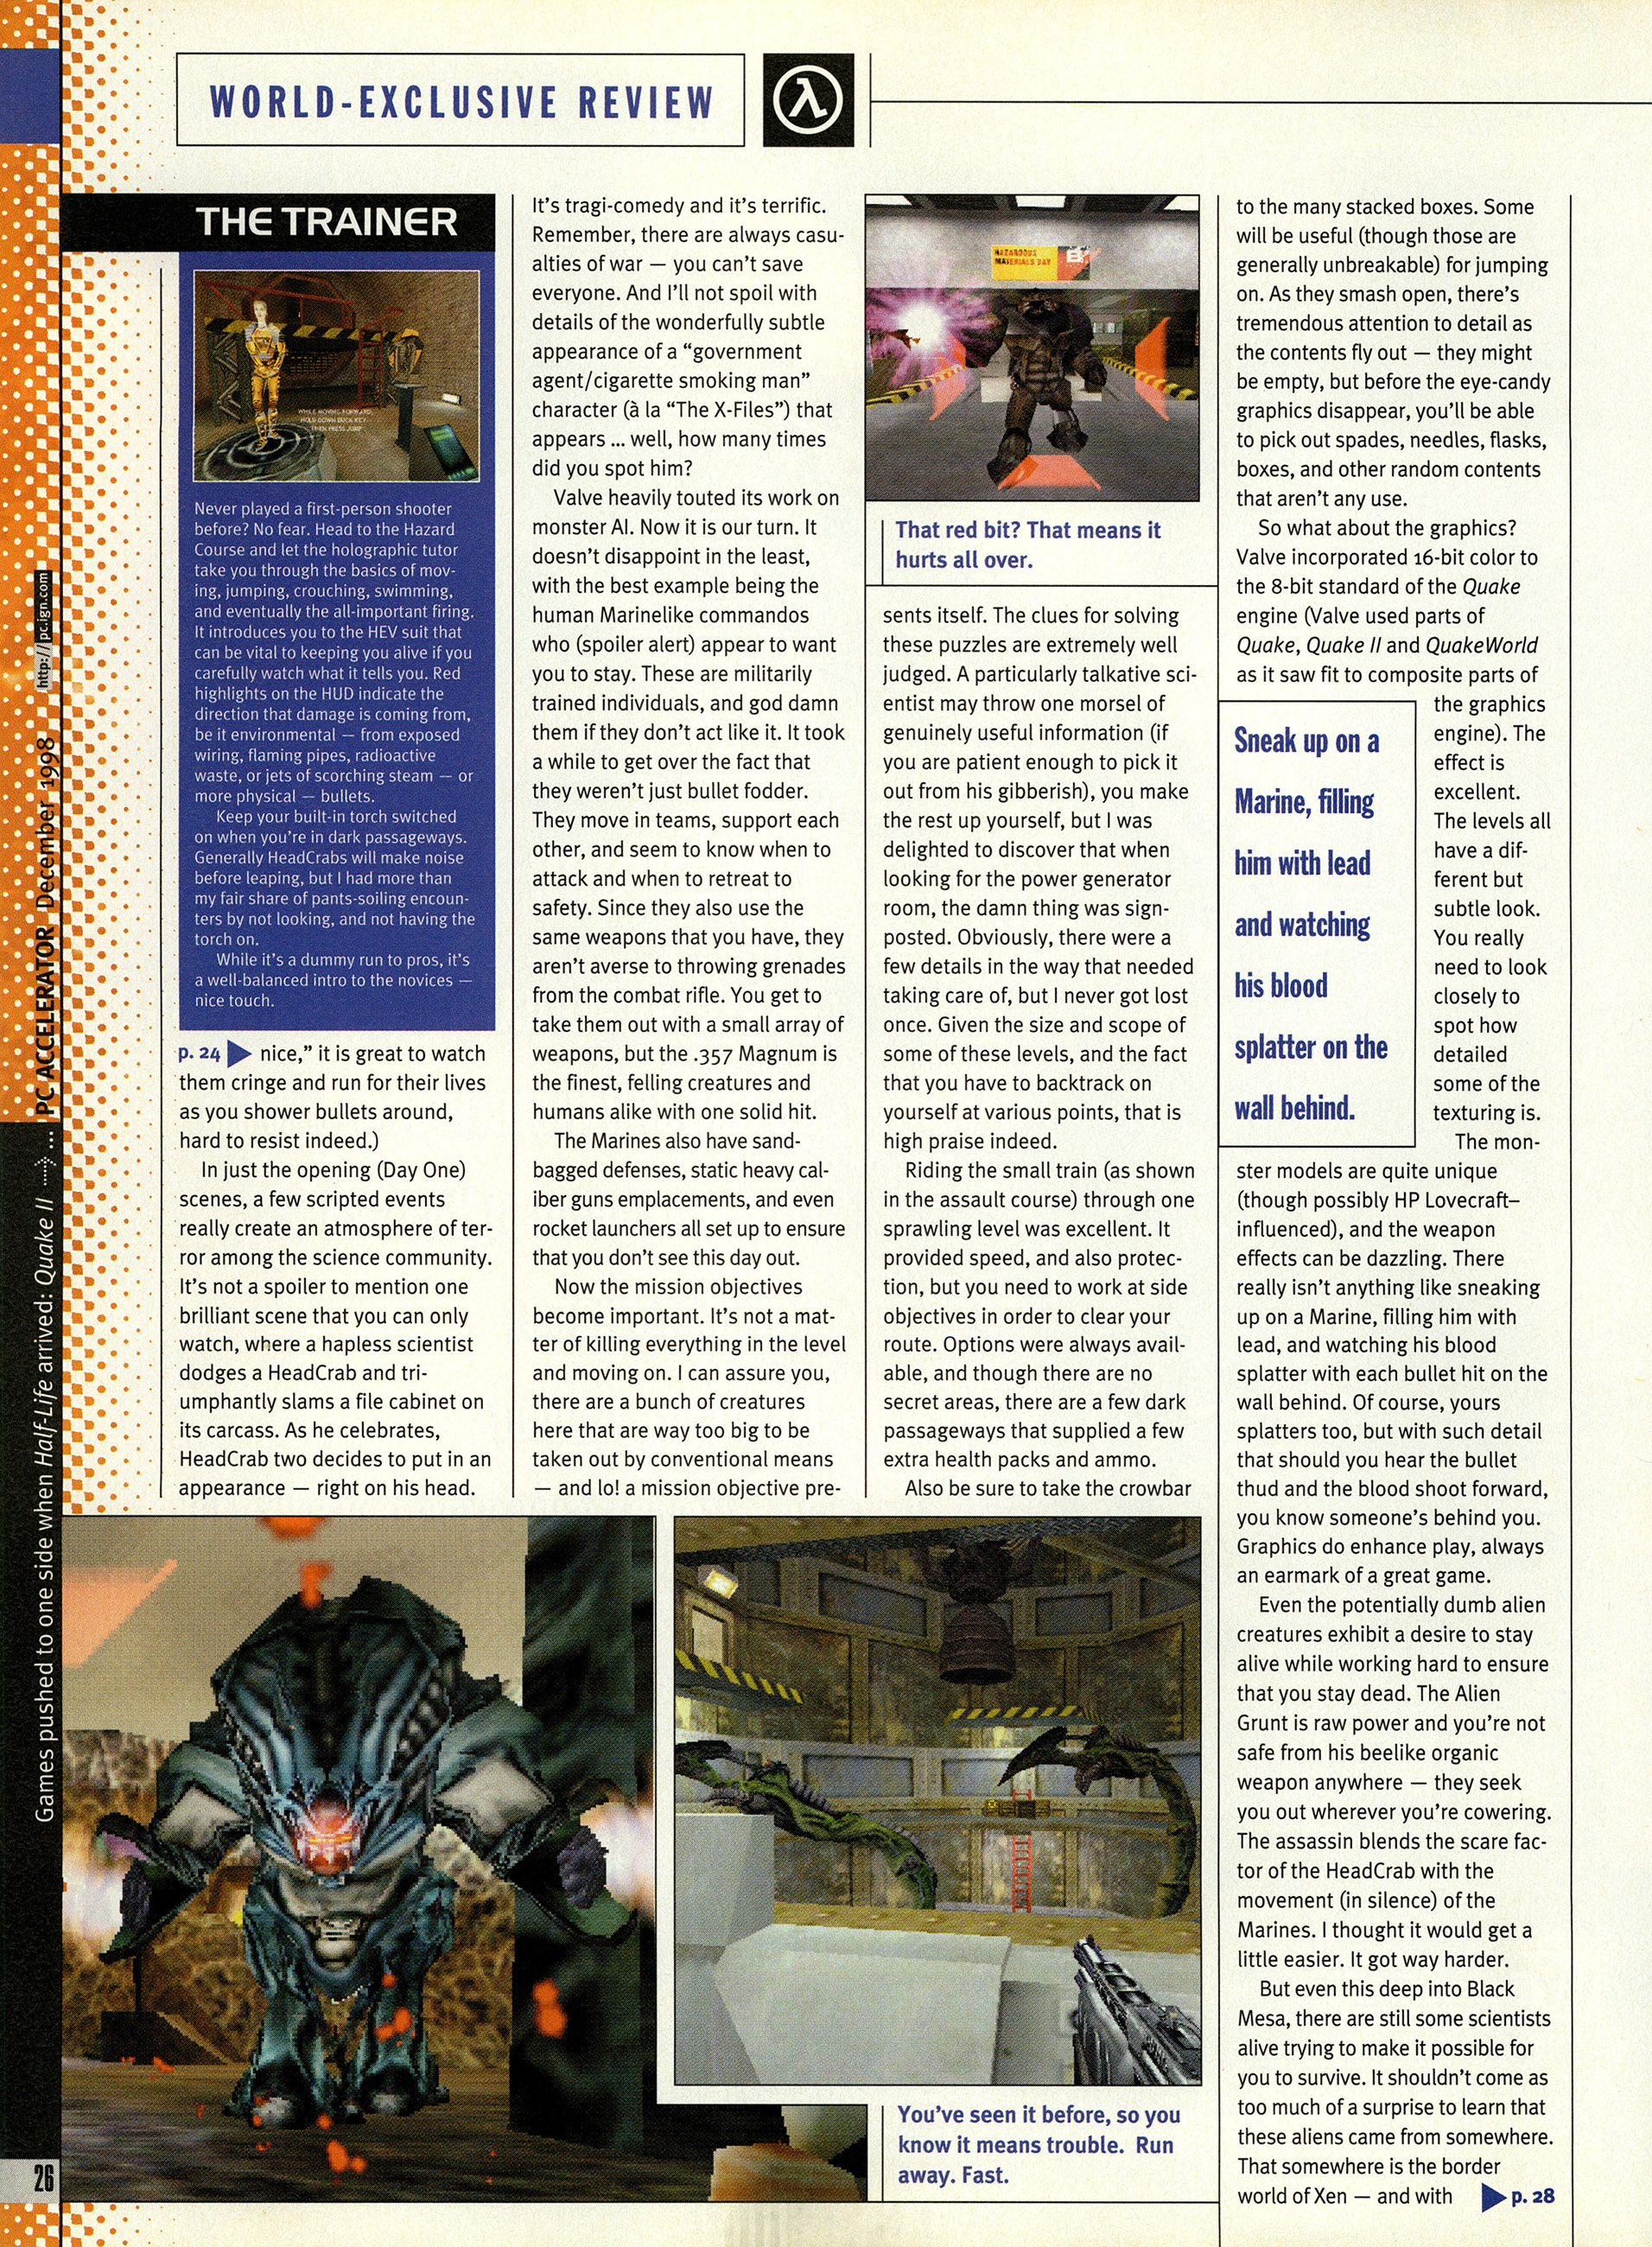 WORLD-EXCLUSIVE REVIEW
λ
THE TRAINER
WHILE MOVING FORWARD,
HOLD DOWN DUCK KEY
THEN PRESS JUMP
Never played a first-person shooter
before? No fear. Head to the Hazard
Course and let the holographic tutor
take you through the basics of mov-
ing, jumping, crouching, swimming,
and eventually the all-important firing.
It introduces you to the HEV suit that
can be vital to keeping you alive if you
carefully watch what it tells you. Red
highlights on the HUD indicate the
direction that damage is coming from,
be it environmental — from exposed
wiring, flaming pipes, radioactive
waste, or jets of scorching steam — or
more physical — bullets.
Keep your built-in torch switched
on when you're in dark passageways.
Generally HeadCrabs will make noise
before leaping, but I had more than
my fair share of pants-soiling encoun-
ters by not looking, and not having the
torch on.
While it's a dummy run to pros, it's
a well-balanced intro to the novices —
nice touch.
p. 24 ▶ nice,” it is great to watch
them cringe and run for their lives
as you shower bullets around,
hard to resist indeed.)
In just the opening (Day One)
scenes, a few scripted events
really create an atmosphere of ter-
ror among the science community.
It's not a spoiler to mention one
brilliant scene that you can only
watch, where a hapless scientist
dodges a HeadCrab and tri-
umphantly slams a file cabinet on
its carcass. As he celebrates,
HeadCrab two decides to put in an
appearance — right on his head.
It's tragi-comedy and it's terrific.
Remember, there are always casu-
alties of war — you can't save
everyone. And I'll not spoil with
details of the wonderfully subtle
appearance of a “government
agent/cigarette smoking man”
character (à la “The X-Files”) that
appears ... well, how many times
did you spot him?
Valve heavily touted its work on
monster AI. Now it is our turn. It
doesn't disappoint in the least,
with the best example being the
human Marinelike commandos
who (spoiler alert) appear to want
you to stay. These are militarily
trained individuals, and god damn
them if they don't act like it. It took
a while to get over the fact that
they weren't just bullet fodder.
They move in teams, support each
other, and seem to know when to
attack and when to retreat to
safety. Since they also use the
same weapons that you have, they
aren't averse to throwing grenades
from the combat rifle. You get to
take them out with a small array of
weapons, but the .357 Magnum is
the finest, felling creatures and
humans alike with one solid hit.
The Marines also have sand-
bagged defenses, static heavy cal-
iber guns emplacements, and even
rocket launchers all set up to ensure
that you don't see this day out.
Now the mission objectives
become important. It's not a mat-
ter of killing everything in the level
and moving on. I can assure you,
there are a bunch of creatures
here that are way too big to be
taken out by conventional means
— and lo! a mission objective pre-
HAZARDOUS
MATERIALS BAY
That red bit? That means it
hurts all over.
sents itself. The clues for solving
these puzzles are extremely well
judged. A particularly talkative sci-
entist may throw one morsel of
genuinely useful information (if
you are patient enough to pick it
out from his gibberish), you make
the rest up yourself, but I was
delighted to discover that when
looking for the power generator
room, the damn thing was sign-
posted. Obviously, there were a
few details in the way that needed
taking care of, but I never got lost
once. Given the size and scope of
some of these levels, and the fact
that you have to backtrack on
yourself at various points, that is
high praise indeed.
Riding the small train (as shown
in the assault course) through one
sprawling level was excellent. It
provided speed, and also protec-
tion, but you need to work at side
objectives in order to clear your
route. Options were always avail-
able, and though there are no
secret areas, there are a few dark
passageways that supplied a few
extra health packs and ammo.
Also be sure to take the crowbar
to the many stacked boxes. Some
will be useful (though those are
generally unbreakable) for jumping
on. As they smash open, there's
tremendous attention to detail as
the contents fly out — they might
be empty, but before the eye-candy
graphics disappear, you'll be able
to pick out spades, needles, flasks,
boxes, and other random contents
that aren't any use.
So what about the graphics?
Valve incorporated 16-bit color to
the 8-bit standard of the Quake
engine (Valve used parts of
Quake, Quake II and QuakeWorld
as it saw fit to composite parts of
the graphics
engine). The
effect is
excellent.
The levels all
have a dif-
ferent but
subtle look.
You really
need to look
closely to
spot how
detailed
some of the
texturing is.
The mon-
Sneak up on a
Marine, filling
him with lead
and watching
his blood
splatter on the
wall behind.
ster models are quite unique
(though possibly HP Lovecraft–
influenced), and the weapon
effects can be dazzling. There
really isn't anything like sneaking
up on a Marine, filling him with
lead, and watching his blood
splatter with each bullet hit on the
wall behind. Of course, yours
splatters too, but with such detail
that should you hear the bullet
thud and the blood shoot forward,
you know someone's behind you.
Graphics do enhance play, always
an earmark of a great game.
Even the potentially dumb alien
creatures exhibit a desire to stay
alive while working hard to ensure
that you stay dead. The Alien
Grunt is raw power and you're not
safe from his beelike organic
weapon anywhere — they seek
you out wherever you're cowering.
The assassin blends the scare fac-
tor of the HeadCrab with the
movement (in silence) of the
Marines. I thought it would get a
little easier. It got way harder.
But even this deep into Black
Mesa, there are still some scientists
alive trying to make it possible for
you to survive. It shouldn't come as
too much of a surprise to learn that
these aliens came from somewhere.
That somewhere is the border
world of Xen — and with ▶ p. 28
You've seen it before, so you
know it means trouble. Run
away. Fast.
Games pushed to one side when Half-Life arrived: Quake II ... PC ACCELERATOR December 1998 http://pc.ign.com
26